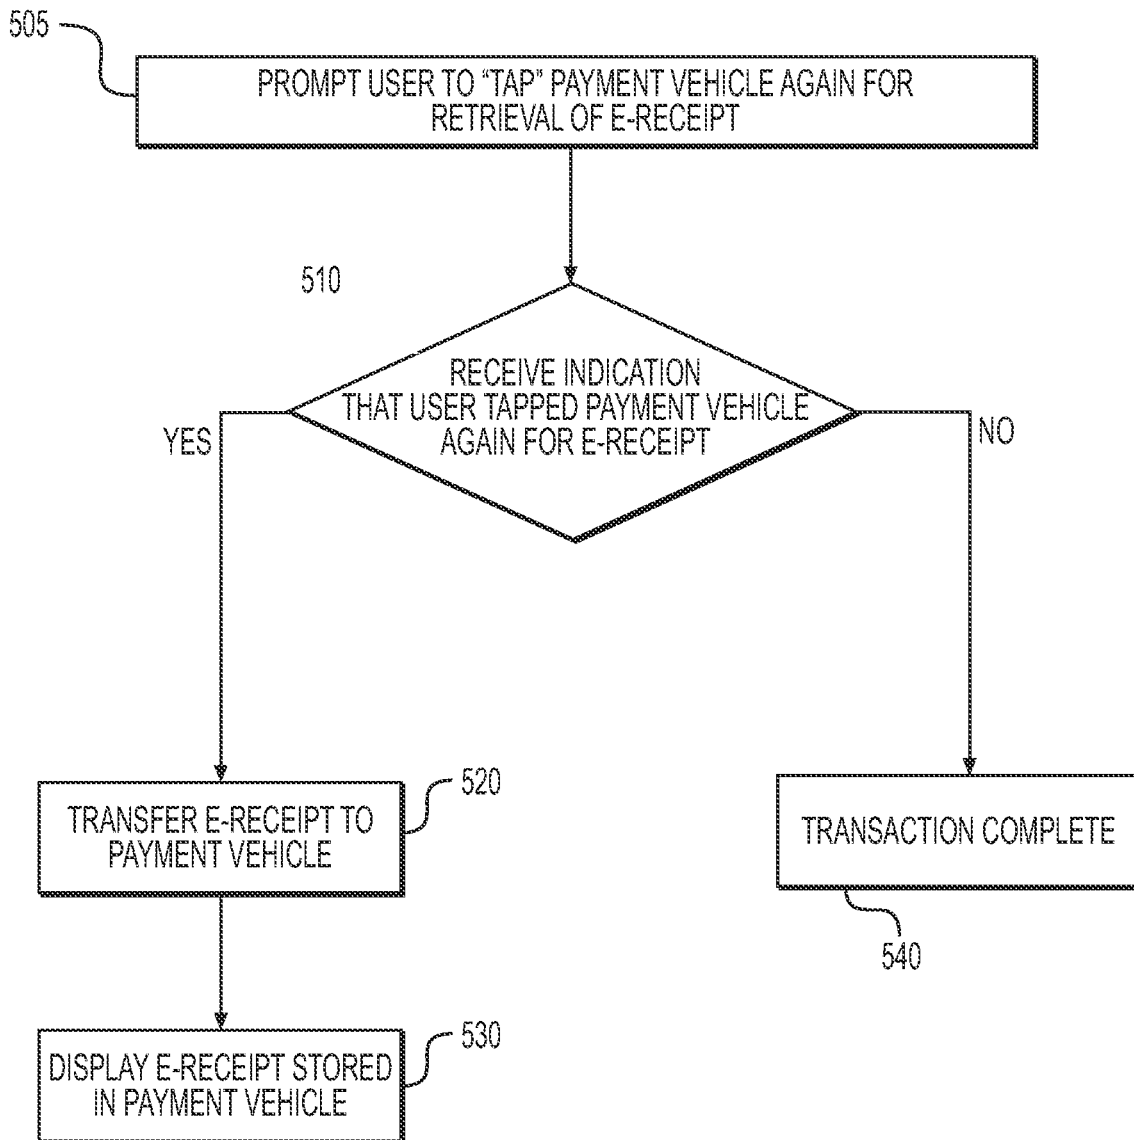 505
PROMPT USER TO “TAP” PAYMENT VEHICLE AGAIN FOR
RETRIEVAL OF E-RECEIPT
510
RECEIVE INDICATION
THAT USER TAPPED PAYMENT VEHICLE
AGAIN FOR E-RECEIPT
YES
NO
520
TRANSFER E-RECEIPT TO
PAYMENT VEHICLE
TRANSACTION COMPLETE
540
530
DISPLAY E-RECEIPT STORED
IN PAYMENT VEHICLE